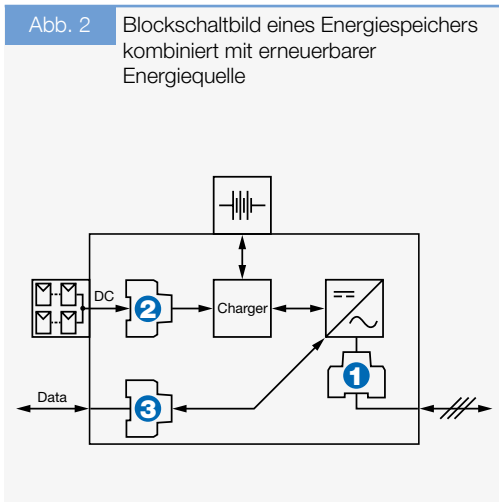 Abb. 2
Blockschaltbild eines Energiespeichers
kombiniert mit erneuerbarer
Energiequelle
DC
2
Charger
1
Data
3